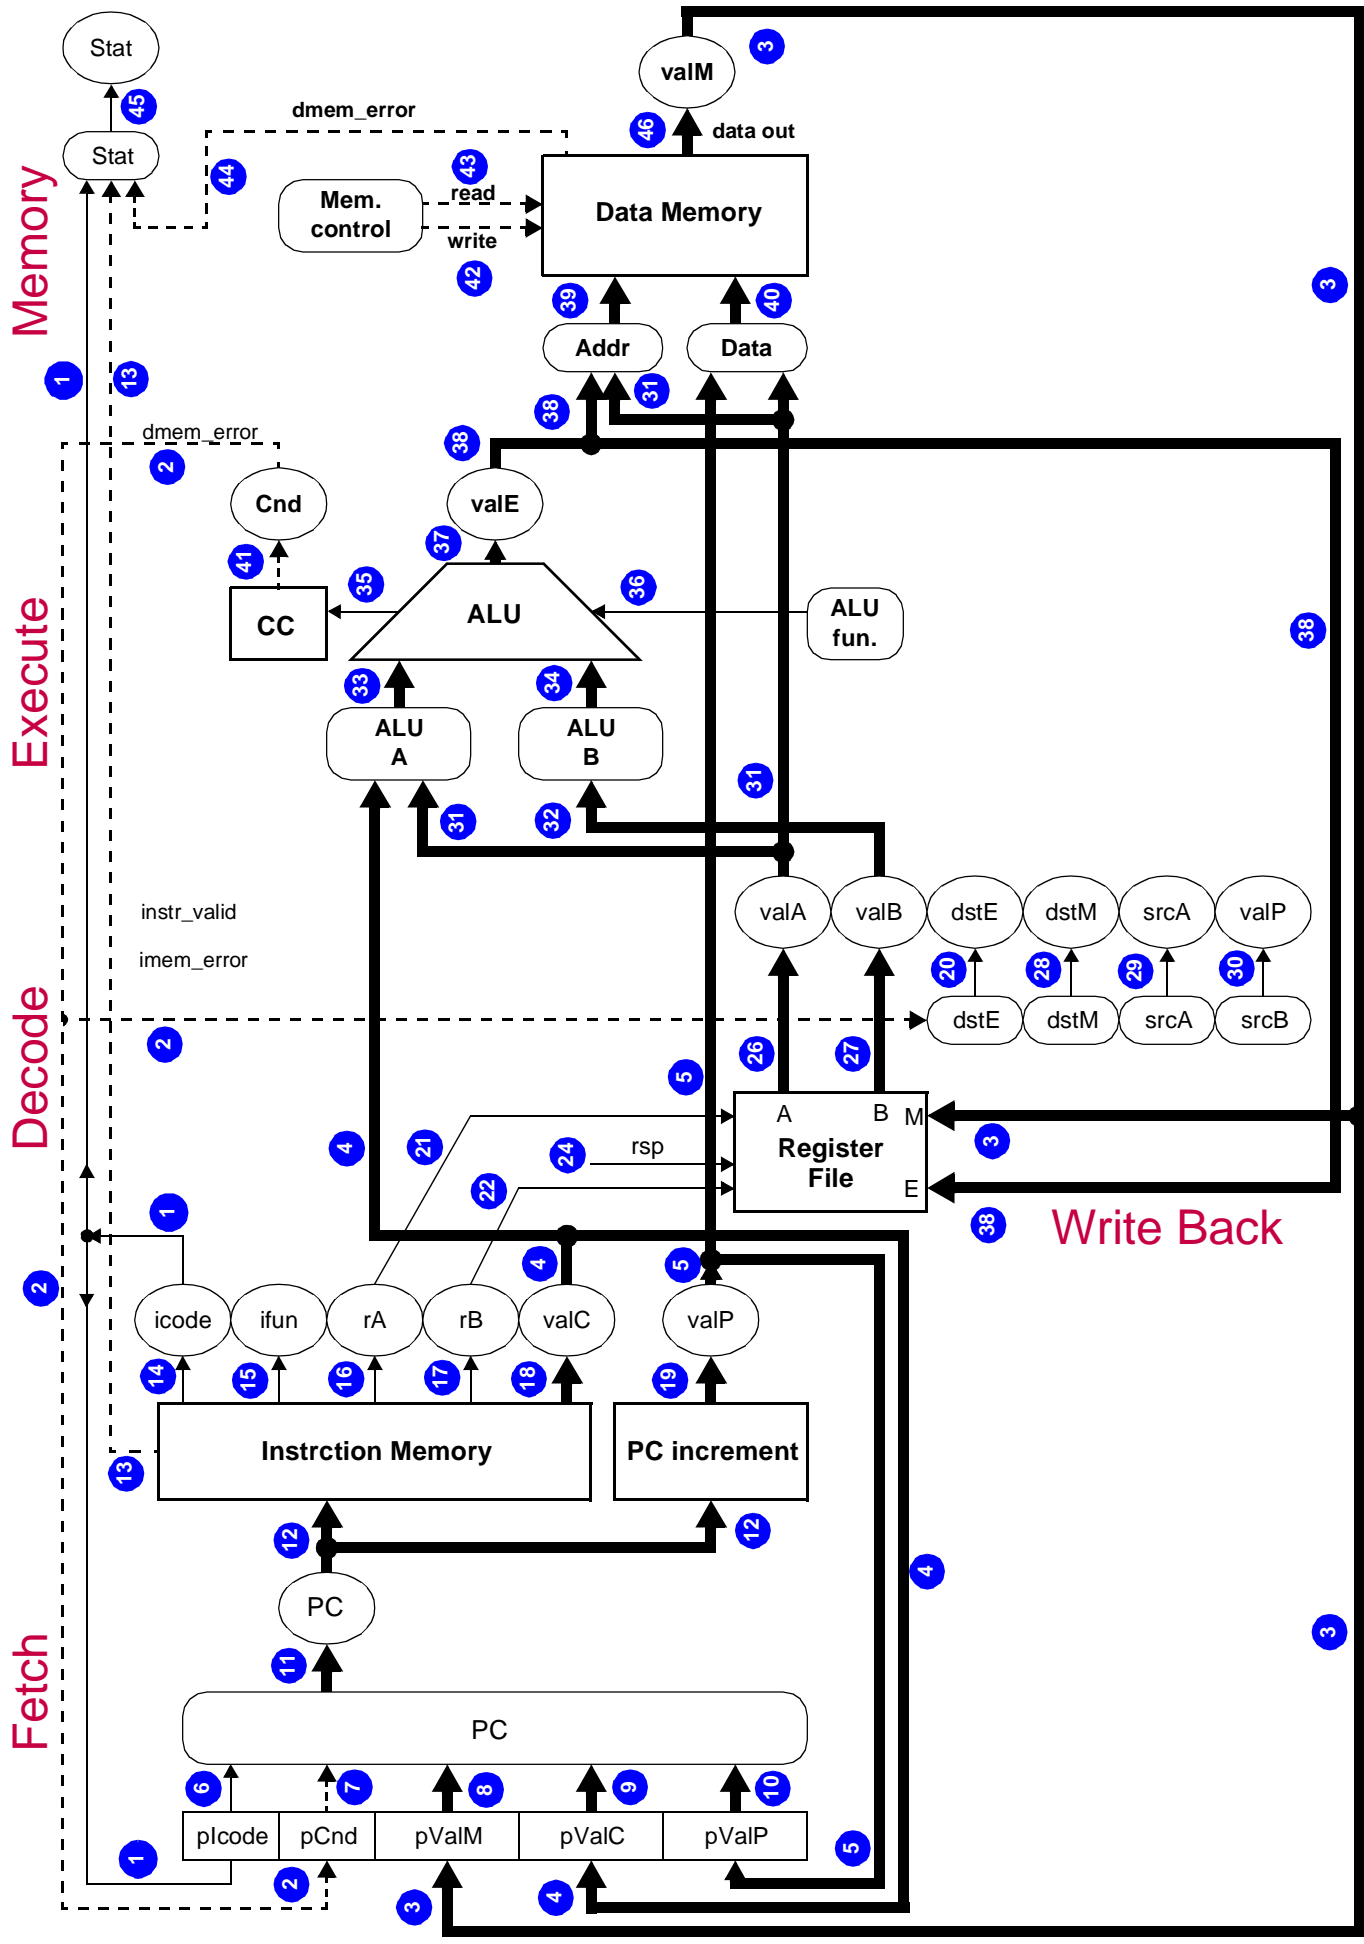 Stat
3
valM
45
dmem_error
46
data out
Stat
44
43
Mem.
control
read
write
42
Data Memory
Memory
39
40
3
Addr
Data
1
13
31
38
dmem_error
2
38
Cnd
valE
41
37
35
36
CC
ALU
ALU
fun.
38
Execute
33
34
ALU
A
ALU
B
31
31
32
instr_valid
imem_error
valA
valB
dstE
dstM
srcA
valP
20
28
29
30
dstE
dstM
srcA
srcB
Decode
2
26
27
5
4
21
24
rsp
22
A
B
M
Register
File
E
3
38
Write Back
1
2
4
5
icode
ifun
rA
rB
valC
valP
14
15
16
17
18
19
Instrction Memory
PC increment
13
12
12
4
PC
3
11
Fetch
PC
6
7
8
9
10
pIcode
pCnd
pValM
pValC
pValP
1
2
3
4
5